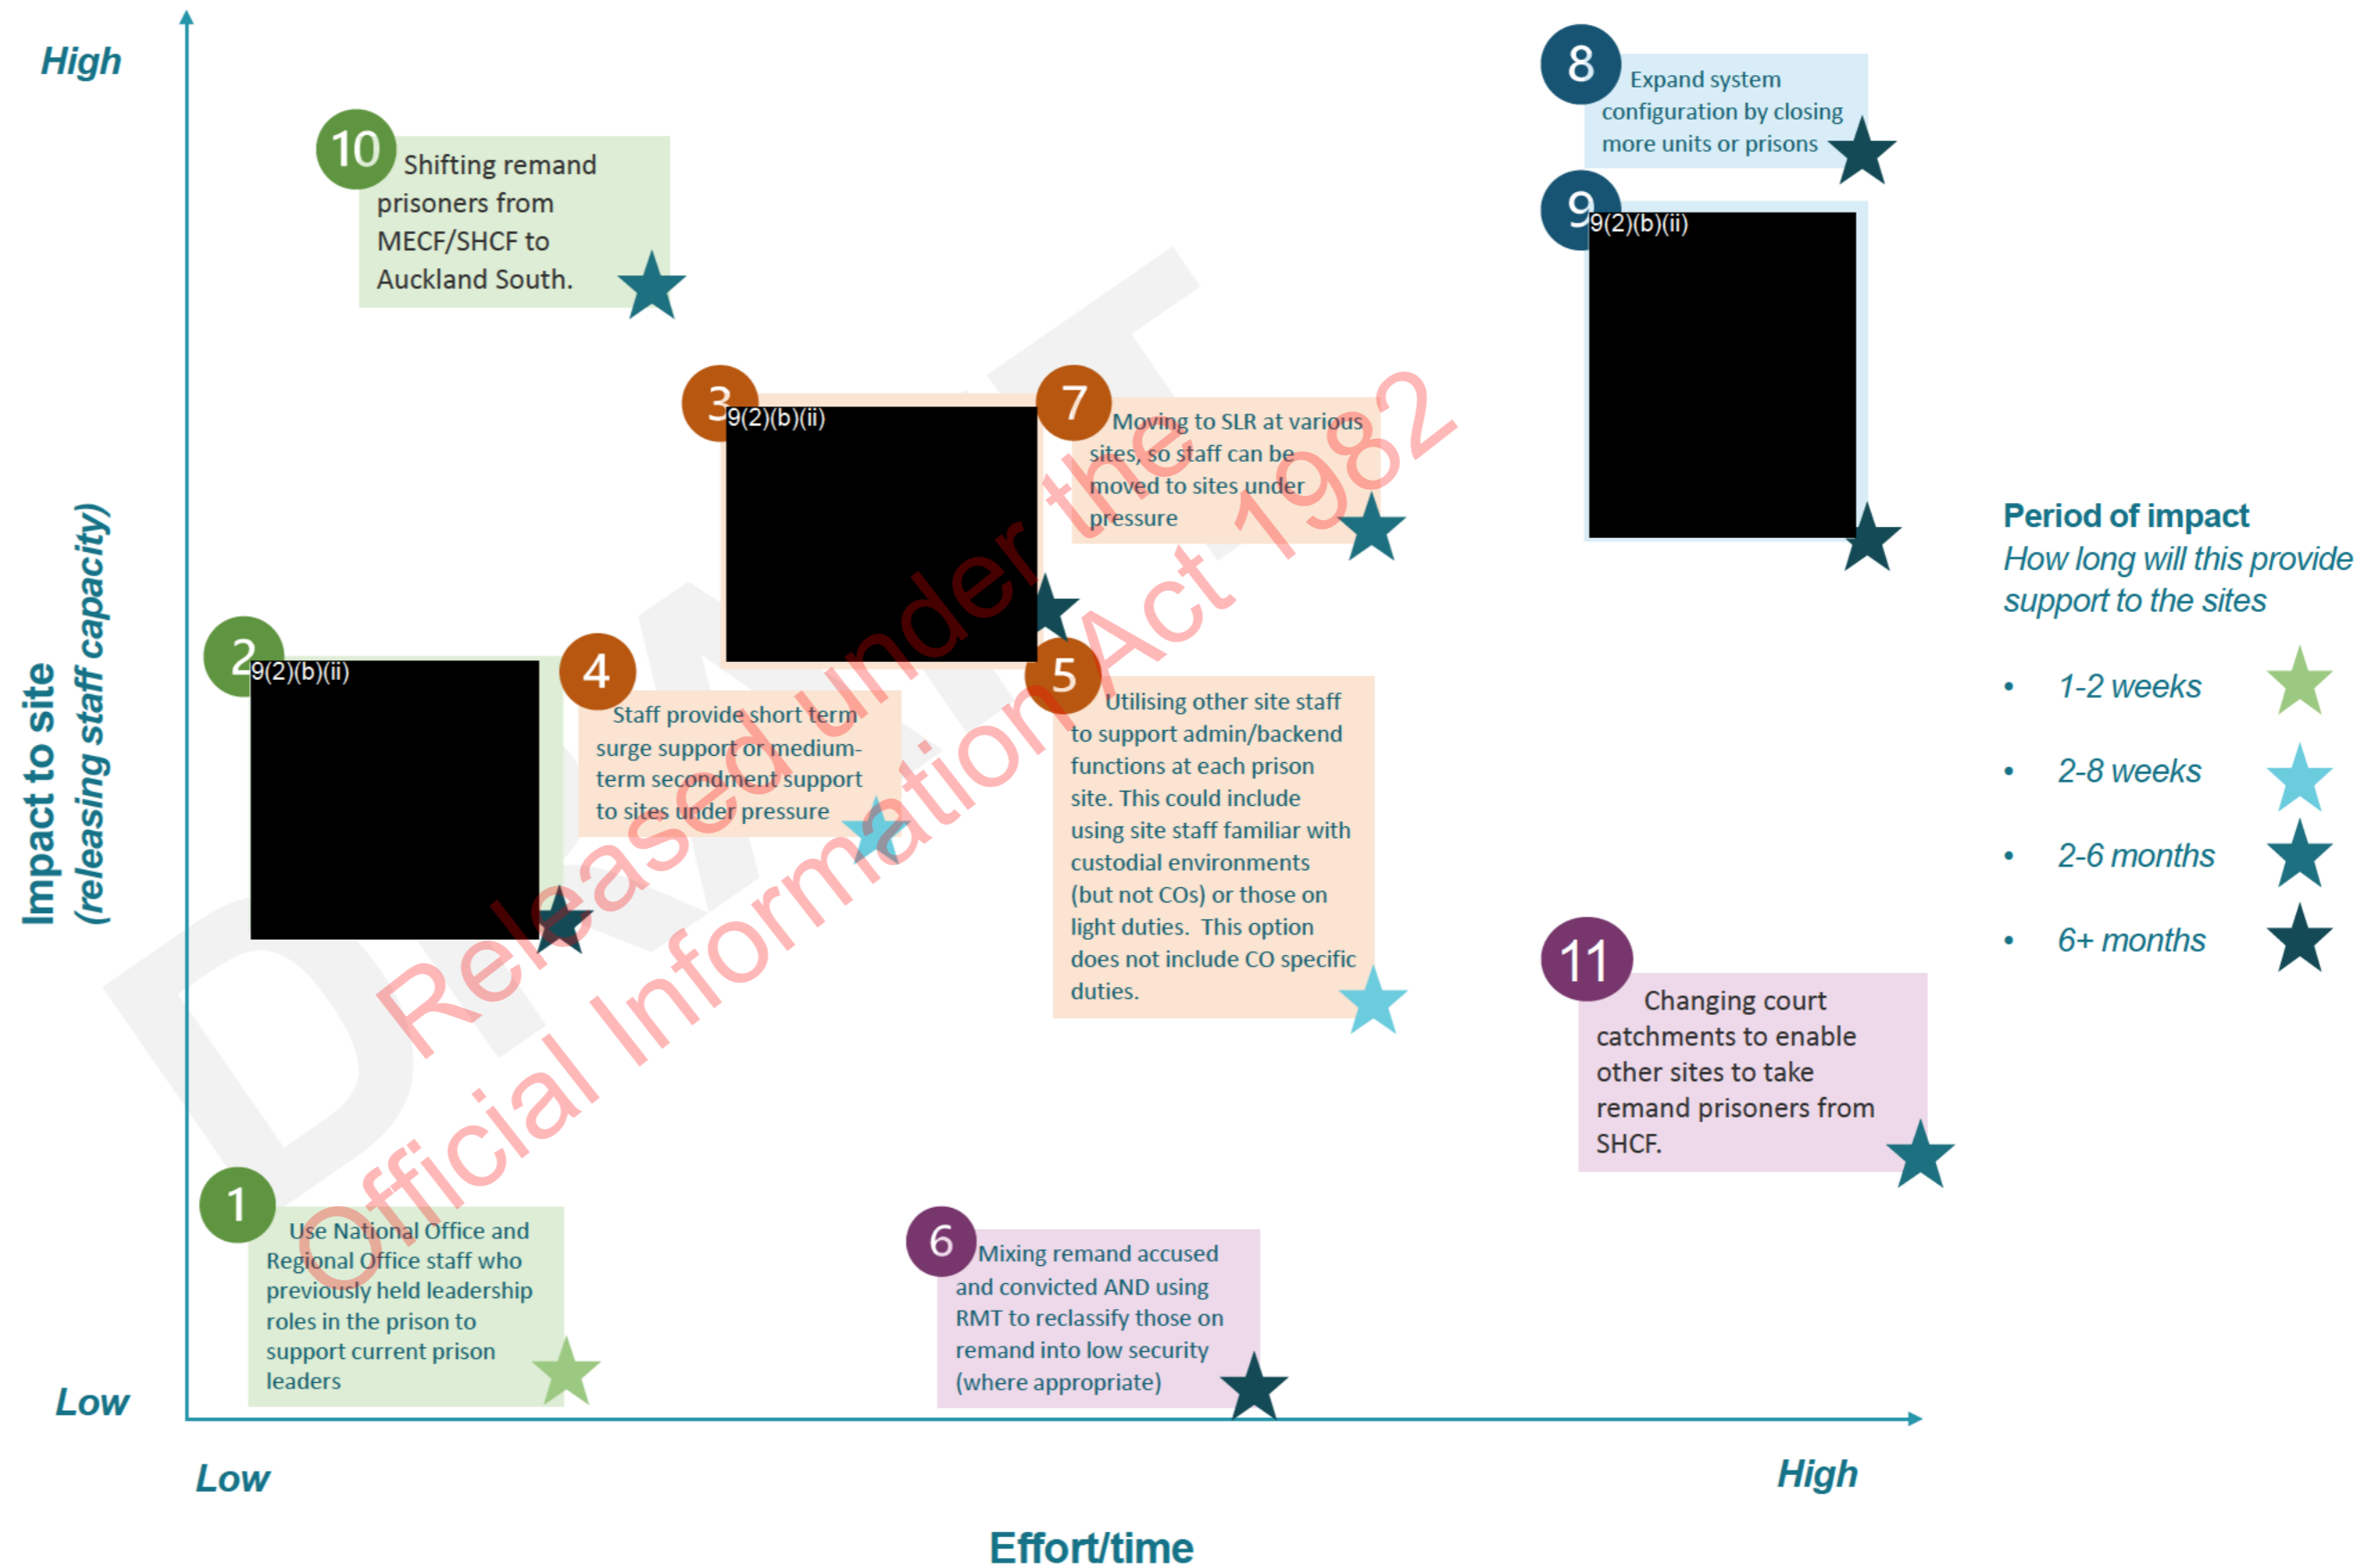 High
8
Expand system
configuration by closing
more units or prisons
10
Shifting remand
prisoners from
MECF/SHCF to
Auckland South.
9
9(2)(b)(ii)
3
9(2)(b)(ii)
7
Moving to SLR at various
sites, so staff can be
moved to sites under
pressure
Period of impact
How long will this provide
support to the sites
• 1-2 weeks
• 2-8 weeks
• 2-6 months
• 6+ months
Impact to site
(releasing staff capacity)
2
9(2)(b)(ii)
4
Staff provide short term
surge support or medium-
term secondment support
to sites under pressure
5
Utilising other site staff
to support admin/backend
functions at each prison
site. This could include
using site staff familiar with
custodial environments
(but not COs) or those on
light duties. This option
does not include CO specific
duties.
11
Changing court
catchments to enable
other sites to take
remand prisoners from
SHCF.
1
Use National Office and
Regional Office staff who
previously held leadership
roles in the prison to
support current prison
leaders
6
Mixing remand accused
and convicted AND using
RMT to reclassify those on
remand into low security
(where appropriate)
Low
Low
High
Effort/time
DRAFT
Released under the
Official Information Act 1982